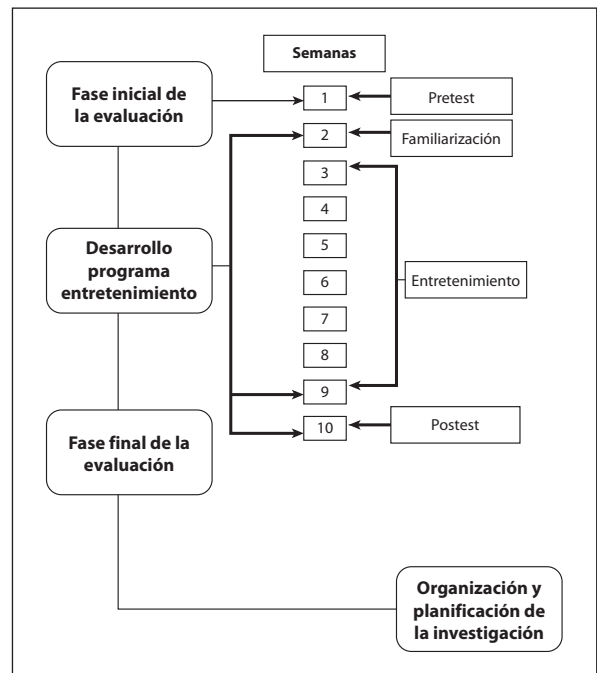 Semanas
Fase inicial de
la evaluación
1
Pretest
2
Familiarización
3
4
Desarrollo
programa
entretenimiento
5
6
Entretenimiento
7
8
9
Fase final de la
evaluación
10
Postest
Organización y
planificación de
la investigación